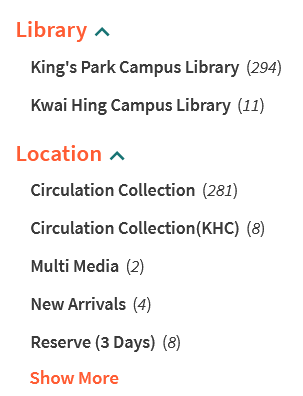 Library
King's Park Campus Library (294)
Kwai Hing Campus Library (11)
Location
Circulation Collection (281)
Circulation Collection(KHC) (8)
Multi Media (2)
New Arrivals (4)
Reserve (3 Days) (8)
Show More